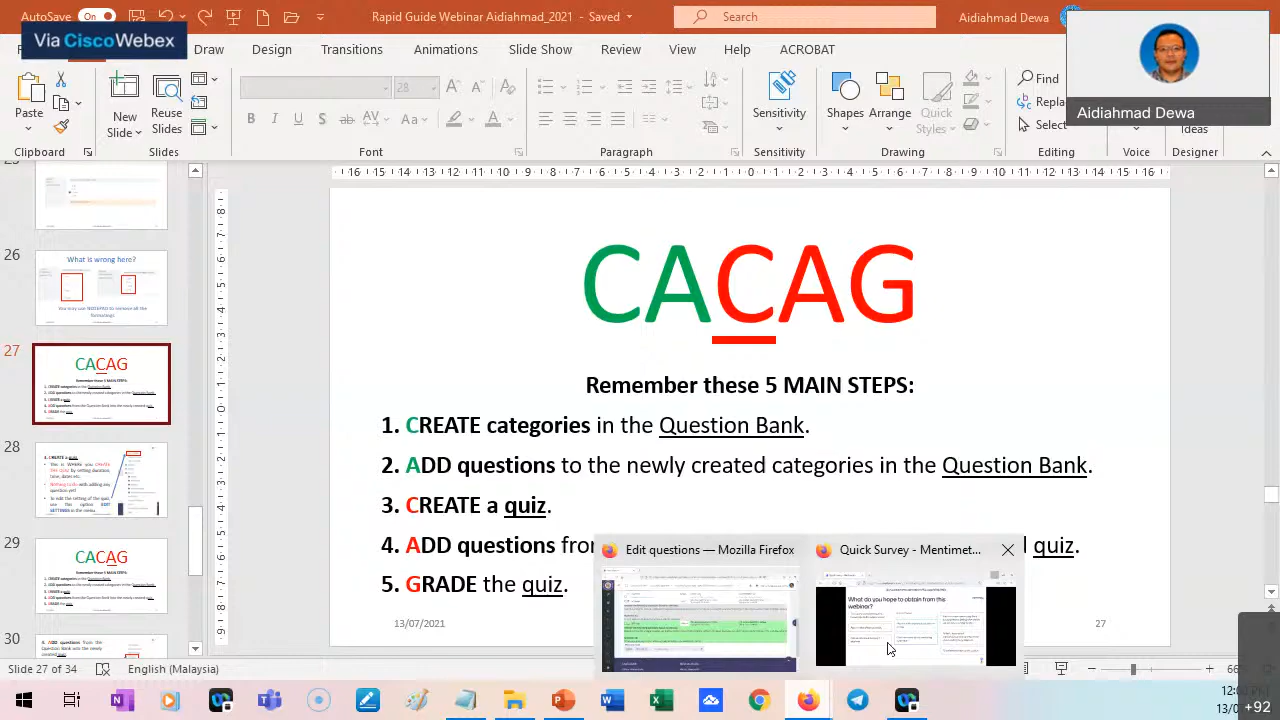 AutoSave On
Rapid Guide Webinar Aidiahmad_2021 - Saved
Search
Aidiahmad Dewa
Via CiscoWebex
Draw Design Transitions Animations Slide Show Review View Help ACROBAT
Aidiahmad Dewa
Paste
New Slide
Reuse Slides
28
Sensitivity
Shapes
Arrange
Quick Styles
Find
Select
Ideas
Clipboard Slides Font Paragraph Sensitivity Drawing Editing Voice Designer
26
What is wrong here?
27
28
29
30
CACAG
Remember these 5 MAIN STEPS:
1. CREATE categories in the Question Bank.
2. ADD questions to the newly created categories in the Question Bank.
3. CREATE a quiz.
4. ADD questions from
quiz.
5. GRADE the quiz.
13/07/2021
27
Edit questions — Mozilla Firefox
Quick Survey - Mentimet...
What do you hope to obtain from this webinar?
Slide 27 of 34
+92